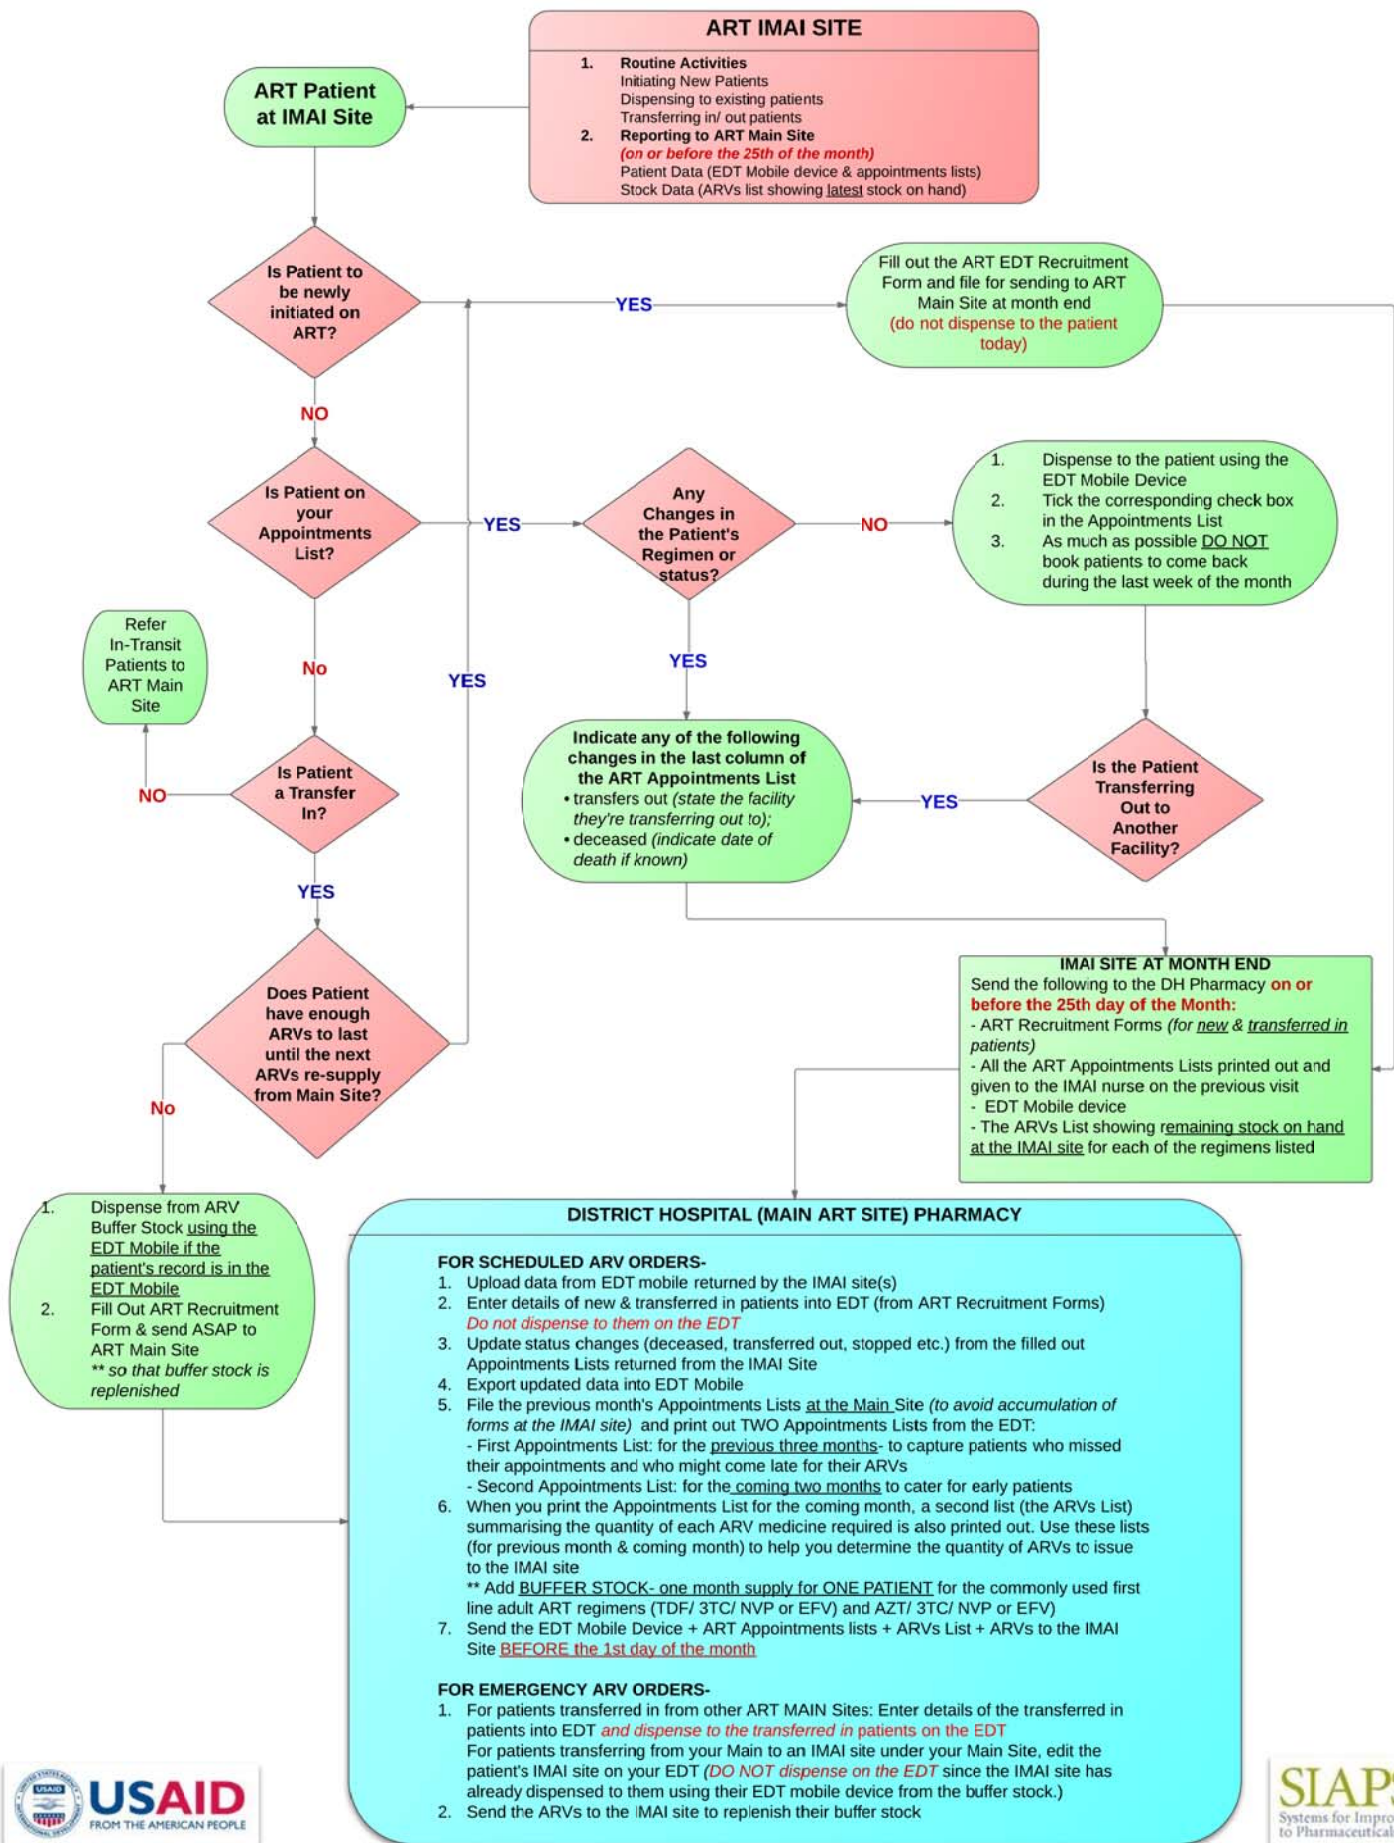 ART IMAI SITE
1. Routine Activities
Initiating New Patients
Dispensing to existing patients
Transferring in/ out patients
2. Reporting to ART Main Site
(on or before the 25th of the month)
Patient Data (EDT Mobile device & appointments lists)
Stock Data (ARVs list showing latest stock on hand)
ART Patient
at IMAI Site
Is Patient to
be newly
initiated on
ART?
YES
Fill out the ART EDT Recruitment
Form and file for sending to ART
Main Site at month end
(do not dispense to the patient
today)
NO
Is Patient on
your
Appointments
List?
YES
Any
Changes in
the Patient's
Regimen or
status?
NO
1. Dispense to the patient using the
EDT Mobile Device
2. Tick the corresponding check box
in the Appointments List
3. As much as possible DO NOT
book patients to come back
during the last week of the month
Refer
In-Transit
Patients to
ART Main
Site
No
YES
YES
Is Patient
a Transfer
In?
NO
Indicate any of the following
changes in the last column of
the ART Appointments List
• transfers out (state the facility
they're transferring out to);
• deceased (indicate date of
death if known)
YES
Is the Patient
Transferring
Out to
Another
Facility?
YES
Does Patient
have enough
ARVs to last
until the next
ARVs re-supply
from Main Site?
No
IMAI SITE AT MONTH END
Send the following to the DH Pharmacy on or
before the 25th day of the Month:
- ART Recruitment Forms (for new & transferred in
patients)
- All the ART Appointments Lists printed out and
given to the IMAI nurse on the previous visit
- EDT Mobile device
- The ARVs List showing remaining stock on hand
at the IMAI site for each of the regimens listed
1. Dispense from ARV
Buffer Stock using the
EDT Mobile if the
patient's record is in the
EDT Mobile
2. Fill Out ART Recruitment
Form & send ASAP to
ART Main Site
** so that buffer stock is
replenished
DISTRICT HOSPITAL (MAIN ART SITE) PHARMACY
FOR SCHEDULED ARV ORDERS-
1. Upload data from EDT mobile returned by the IMAI site(s)
2. Enter details of new & transferred in patients into EDT (from ART Recruitment Forms)
Do not dispense to them on the EDT
3. Update status changes (deceased, transferred out, stopped etc.) from the filled out
Appointments Lists returned from the IMAI Site
4. Export updated data into EDT Mobile
5. File the previous month's Appointments Lists at the Main Site (to avoid accumulation of
forms at the IMAI site) and print out TWO Appointments Lists from the EDT:
- First Appointments List: for the previous three months- to capture patients who missed
their appointments and who might come late for their ARVs
- Second Appointments List: for the coming two months to cater for early patients
6. When you print the Appointments List for the coming month, a second list (the ARVs List)
summarising the quantity of each ARV medicine required is also printed out. Use these lists
(for previous month & coming month) to help you determine the quantity of ARVs to issue
to the IMAI site
** Add BUFFER STOCK- one month supply for ONE PATIENT for the commonly used first
line adult ART regimens (TDF/ 3TC/ NVP or EFV) and AZT/ 3TC/ NVP or EFV)
7. Send the EDT Mobile Device + ART Appointments lists + ARVs List + ARVs to the IMAI
Site BEFORE the 1st day of the month
FOR EMERGENCY ARV ORDERS-
1. For patients transferred in from other ART MAIN Sites: Enter details of the transferred in
patients into EDT and dispense to the transferred in patients on the EDT
For patients transferring from your Main to an IMAI site under your Main Site, edit the
patient's IMAI site on your EDT (DO NOT dispense on the EDT since the IMAI site has
already dispensed to them using their EDT mobile device from the buffer stock.)
2. Send the ARVs to the IMAI site to replenish their buffer stock
USAID
USAID
FROM THE AMERICAN PEOPLE
SIAPS
Systems for Impro
to Pharmaceutical